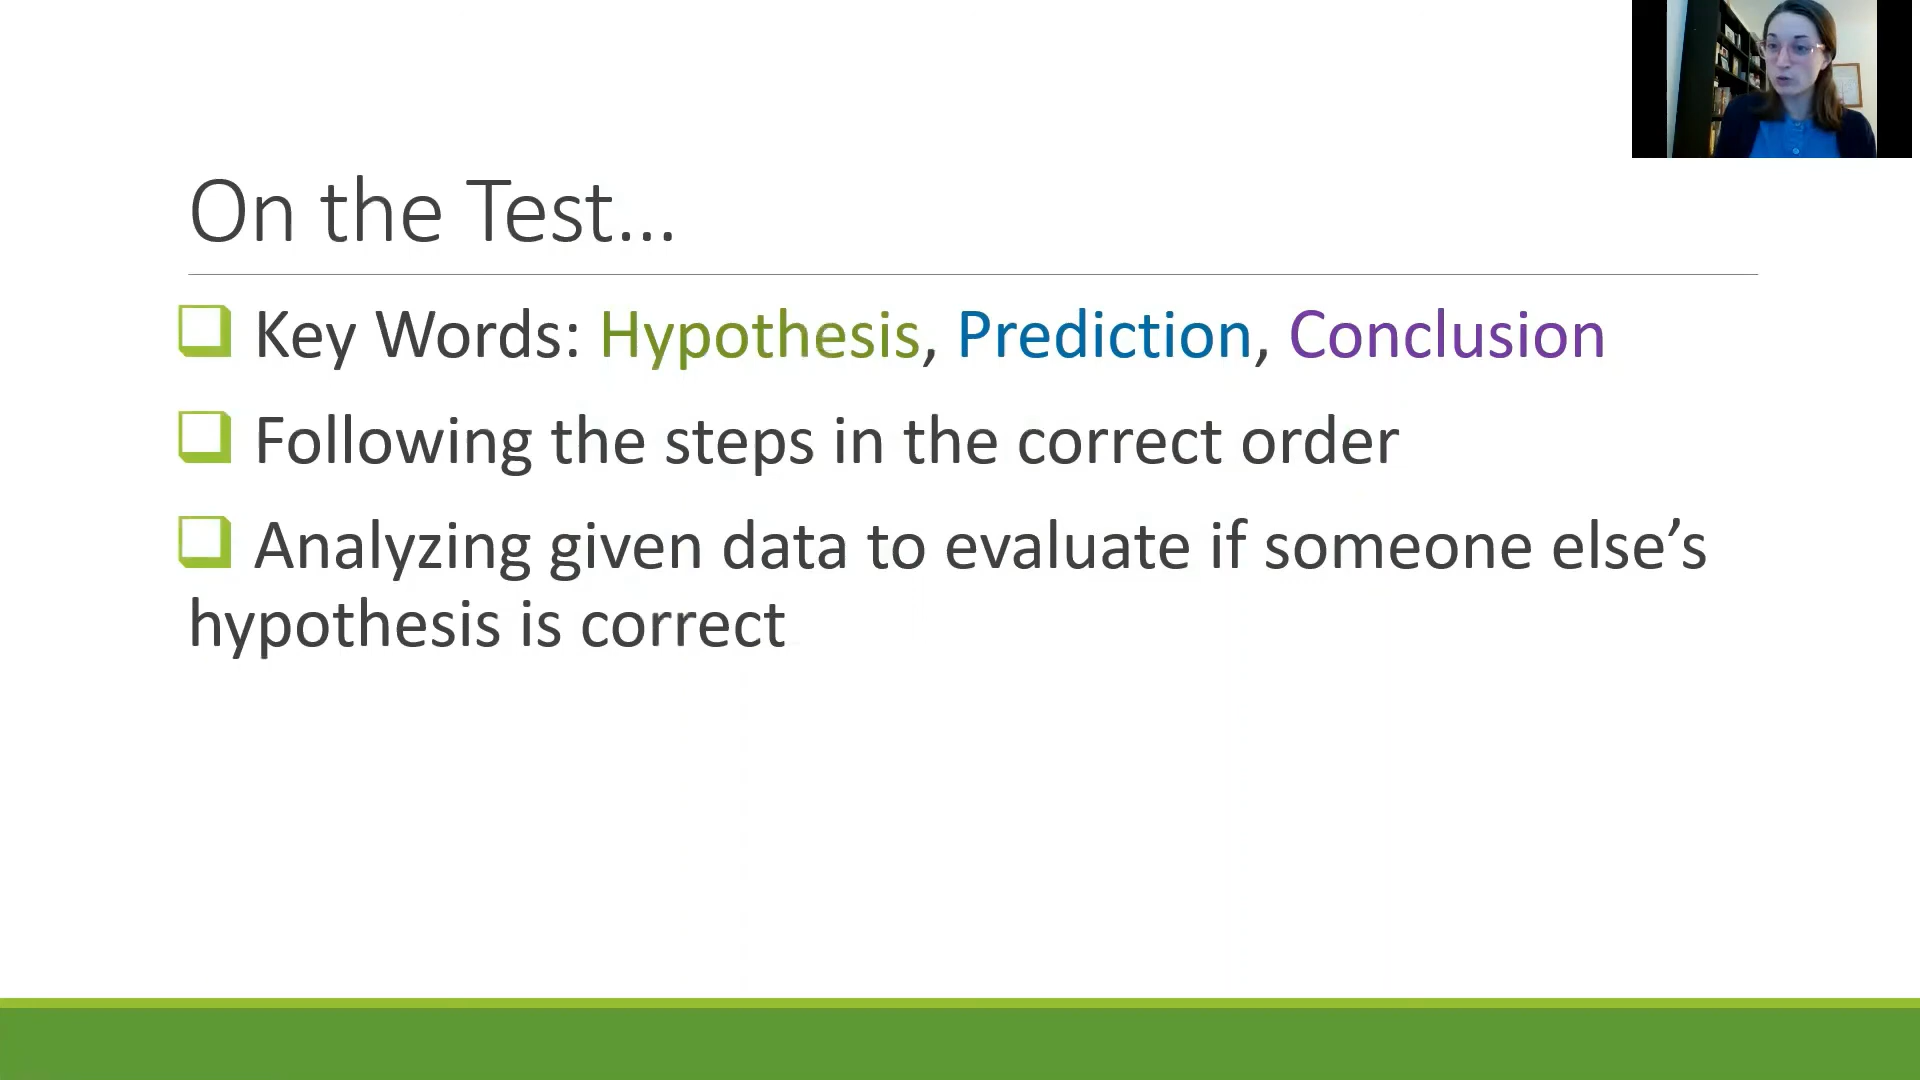 On the Test…
Key Words: Hypothesis, Prediction, Conclusion
Following the steps in the correct order
Analyzing given data to evaluate if someone else’s
hypothesis is correct